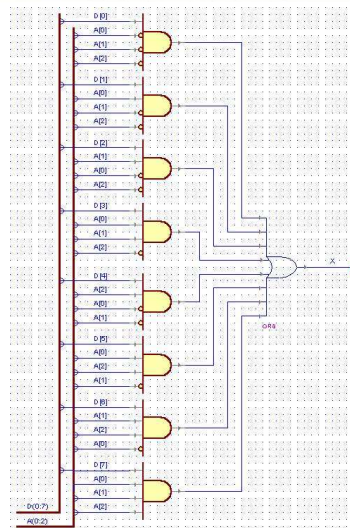 D [0]
A[0]
A[1]
A[2]
D [1]
A[0]
A[1]
A[2]
D [2]
A[1]
A[0]
A[2]
D [3]
A[0]
A[1]
A[2]
X
D [4]
A[2]
A[0]
A[1]
OR8
D [5]
A[0]
A[2]
A[1]
D [6]
A[1]
A[2]
A[0]
D [7]
A[0]
A[1]
A[2]
D(0:7)
A(0:2)